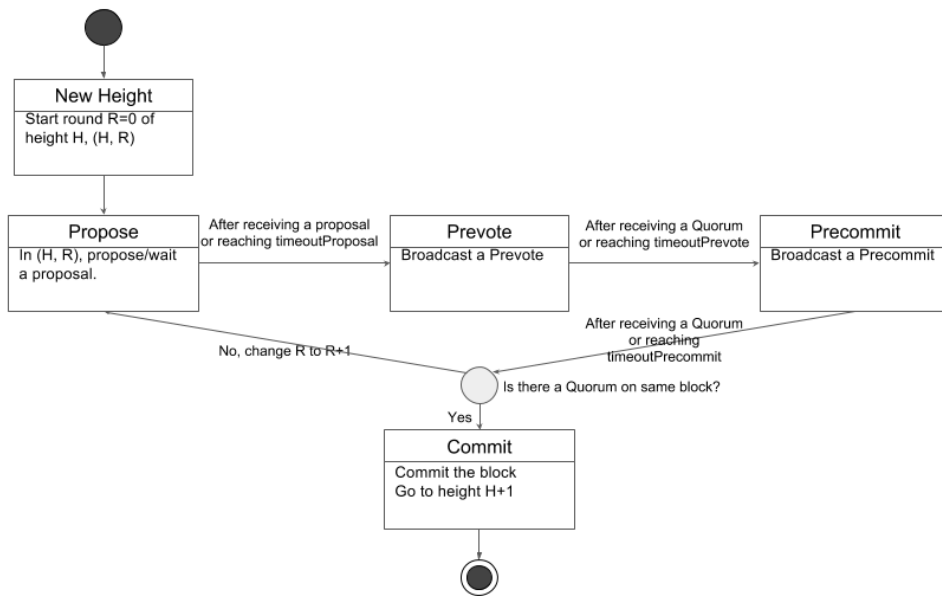 New Height
Start round R=0 of
height H, (H, R)
Propose
In (H, R), propose/wait
a proposal.
After receiving a proposal
or reaching timeoutProposal
Prevote
Broadcast a Prevote
After receiving a Quorum
or reaching timeoutPrevote
Precommit
Broadcast a Precommit
After receiving a Quorum
or reaching
timeoutPrecommit
No, change R to R+1
Is there a Quorum on same block?
Yes
Commit
Commit the block
Go to height H+1